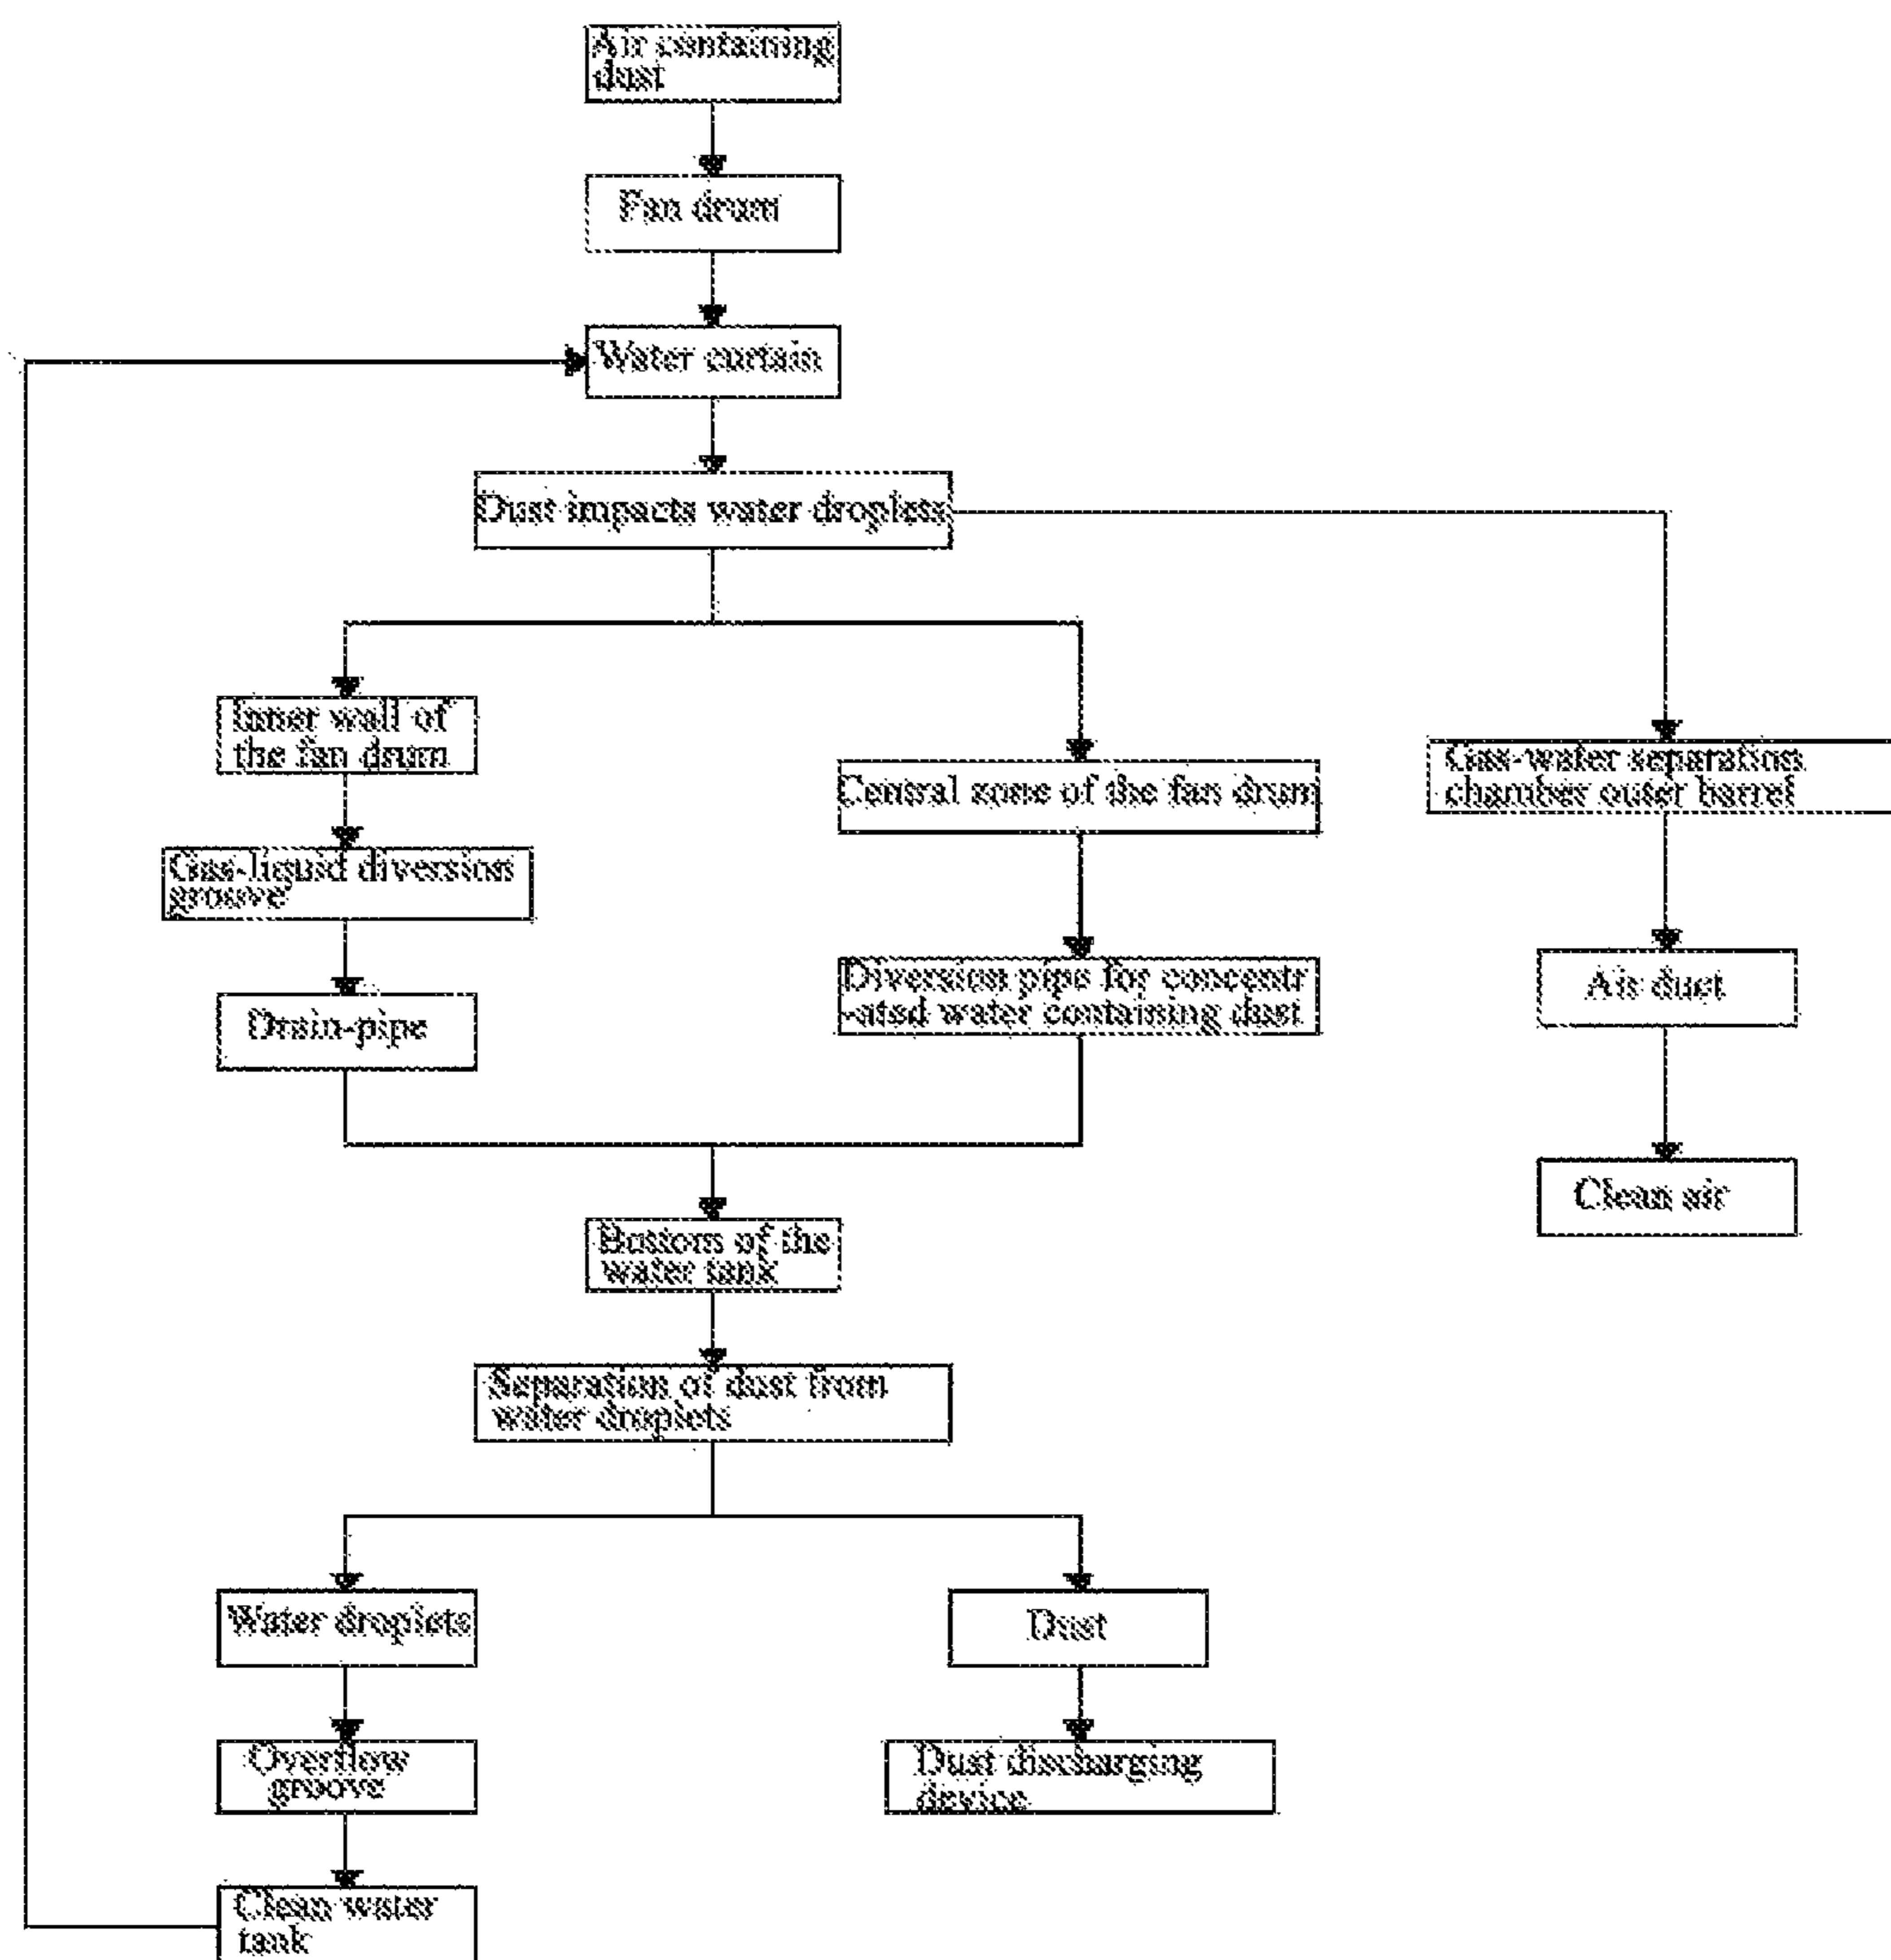 Air containing
dust
Fan drum
Water curtain
Dust impacts water droplets
Inner wall of
the fan drum
Central zone of the fan drum
Gas-water separation
chamber outer barrel
Gas-liquid diversion
groove
Diversion pipe for concentr
-ated water containing dust
Air duct
Drain-pipe
Clean air
Bottom of the
water tank
Separation of dust from
water droplets
Water droplets
Dust
Overflow
groove
Dust discharging
device
Clean water
tank